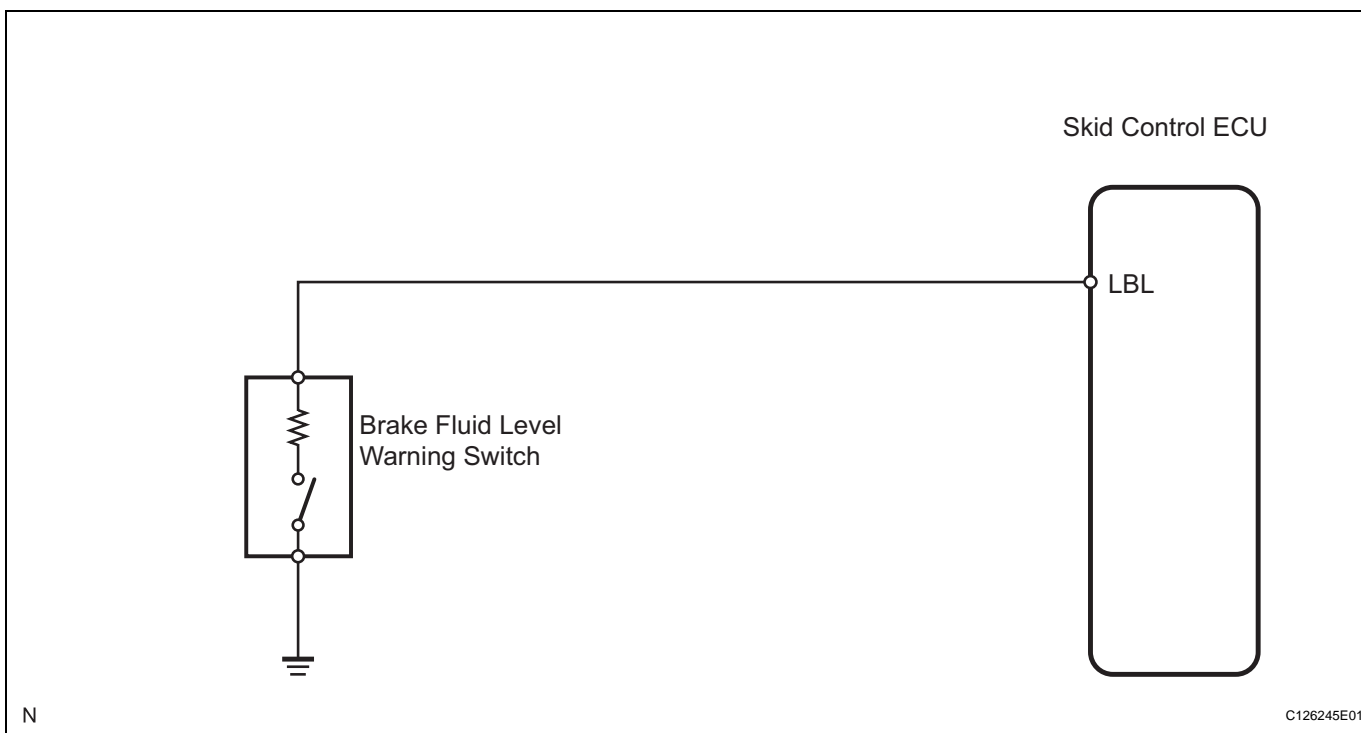 Skid Control ECU
LBL
Brake Fluid Level
Warning Switch
N
C126245E01